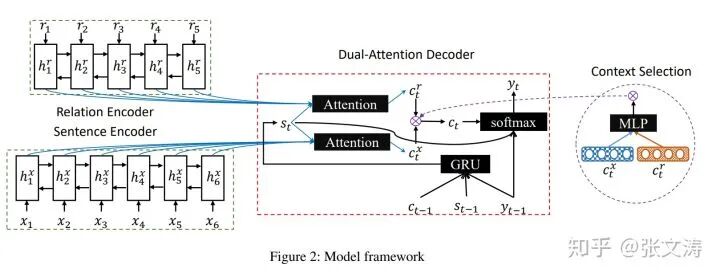 r₁ r₂ r₃ r₄ r₅
h₁ʳ h₂ʳ h₃ʳ h₄ʳ h₅ʳ
Relation Encoder
Sentence Encoder
h₁ˣ h₂ˣ h₃ˣ h₄ˣ h₅ˣ h₆ˣ
x₁ x₂ x₃ x₄ x₅ x₆
Dual-Attention Decoder
Attention
Attention
sₜ
cₜʳ
cₜˣ
cₜ
yₜ
softmax
GRU
cₜ₋₁ sₜ₋₁ yₜ₋₁
Context Selection
MLP
cₜˣ cₜʳ
Figure 2: Model framework
知乎 @张文涛